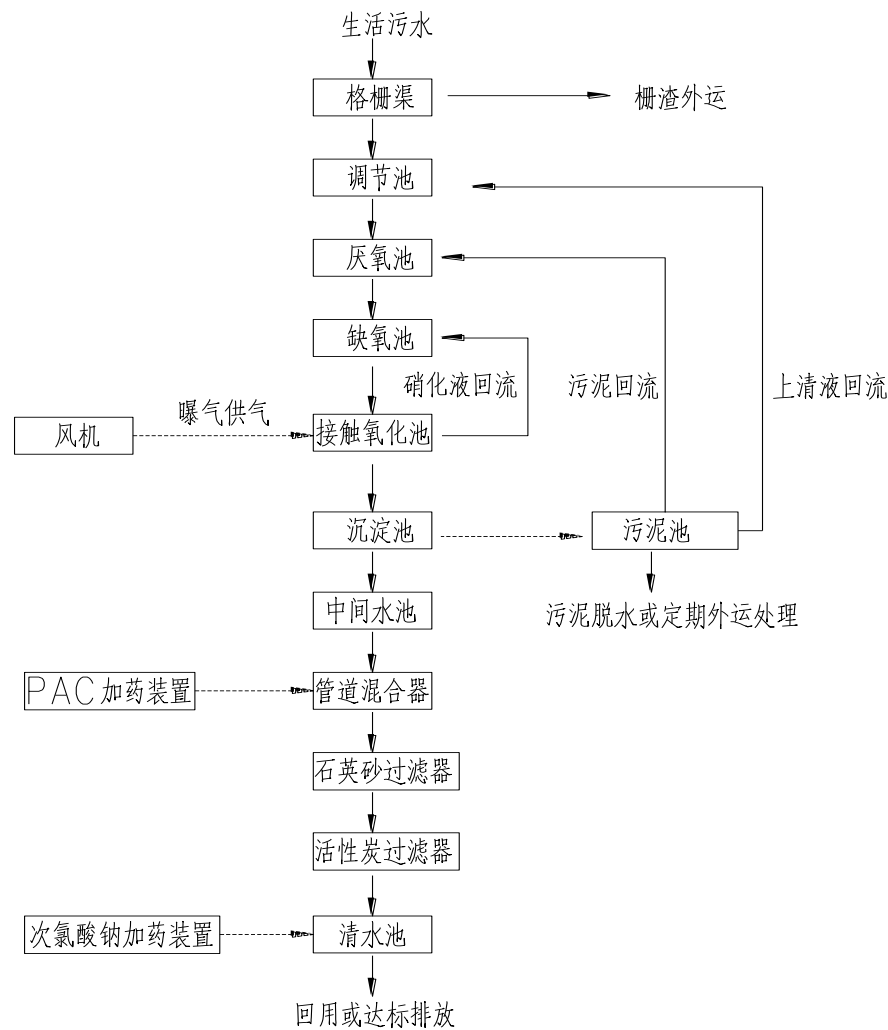 生活污水
格栅渠
栅渣外运
调节池
厌氧池
缺氧池
硝化液回流
污泥回流
上清液回流
曝气供气
风机
接触氧化池
沉淀池
污泥池
中间水池
污泥脱水或定期外运处理
PAC加药装置
管道混合器
石英砂过滤器
活性炭过滤器
次氯酸钠加药装置
清水池
回用或达标排放